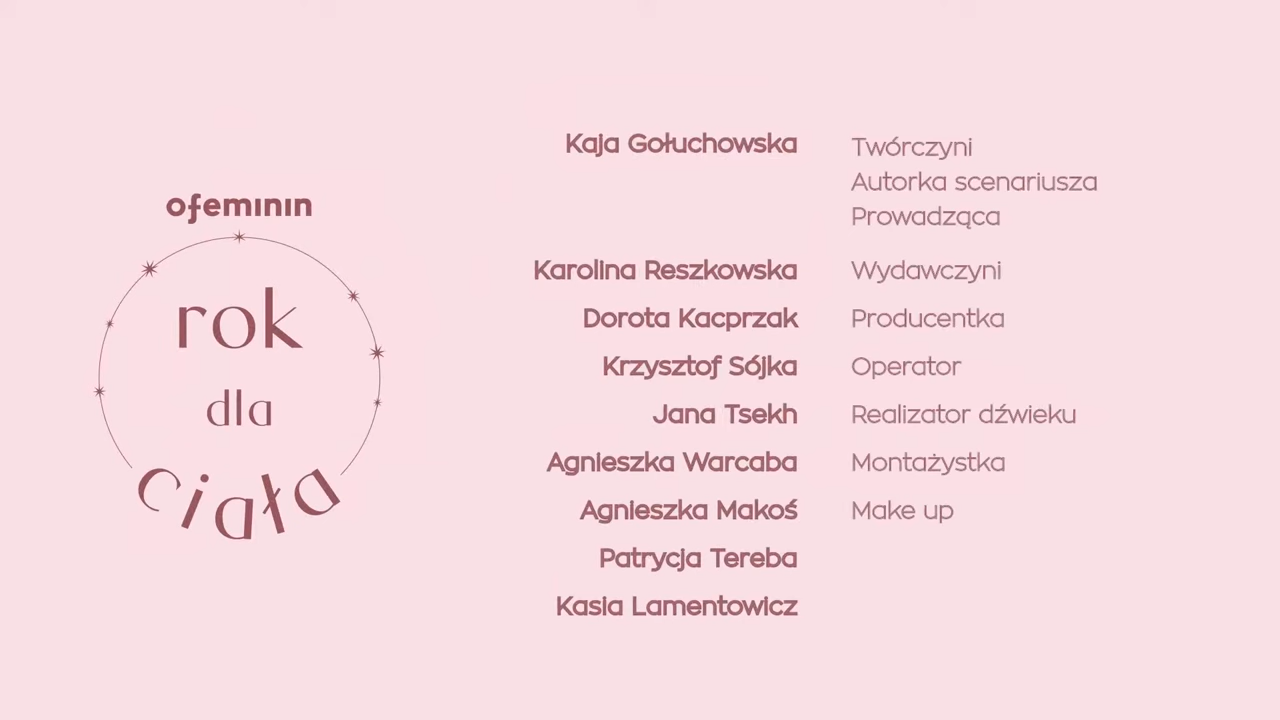 ofeminin
rok
dla
ciała
Kaja Gołuchowska Twórczyni
Autorka scenariusza
Prowadząca
Karolina Reszkowska Wydawczyni
Dorota Kacprzak Producentka
Krzysztof Sójka Operator
Jana Tsekh Realizator dźwieku
Agnieszka Warcaba Montażystka
Agnieszka Makoś Make up
Patrycja Tereba
Kasia Lamentowicz